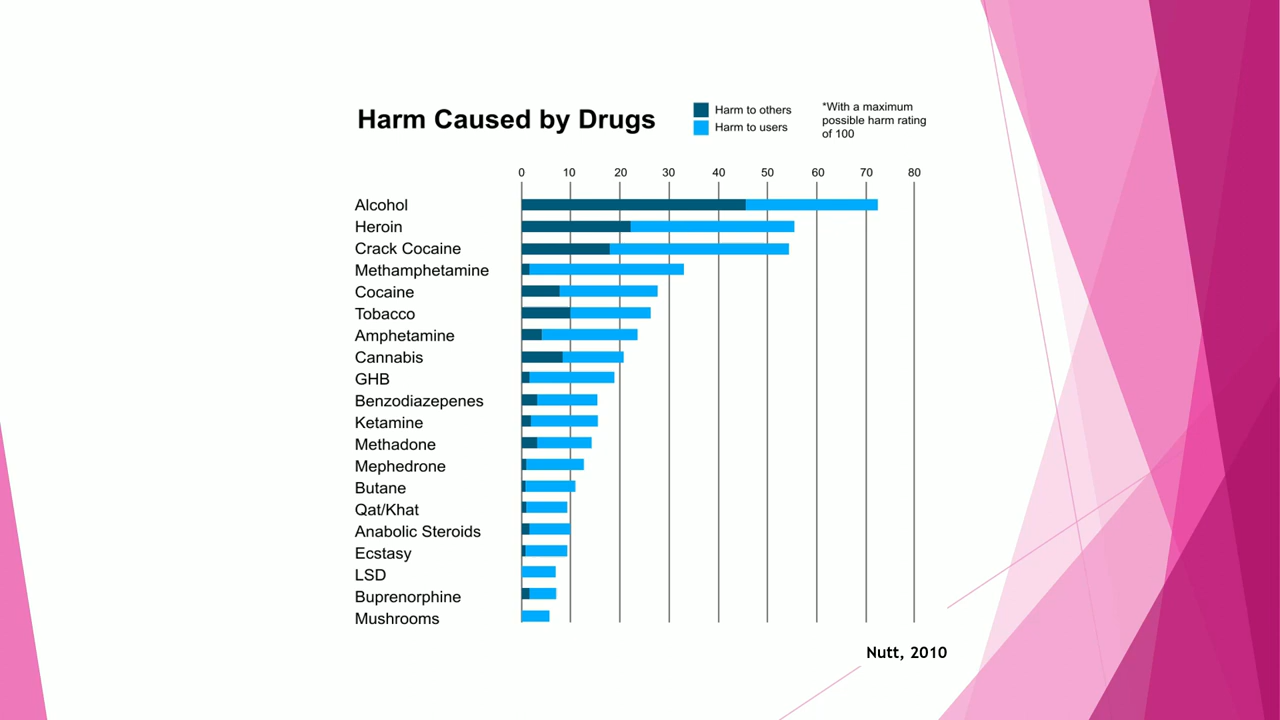 Harm Caused by Drugs
Harm to others
Harm to users
*With a maximum
possible harm rating
of 100
0 10 20 30 40 50 60 70 80
Alcohol
Heroin
Crack Cocaine
Methamphetamine
Cocaine
Tobacco
Amphetamine
Cannabis
GHB
Benzodiazepenes
Ketamine
Methadone
Mephedrone
Butane
Qat/Khat
Anabolic Steroids
Ecstasy
LSD
Buprenorphine
Mushrooms
Nutt, 2010